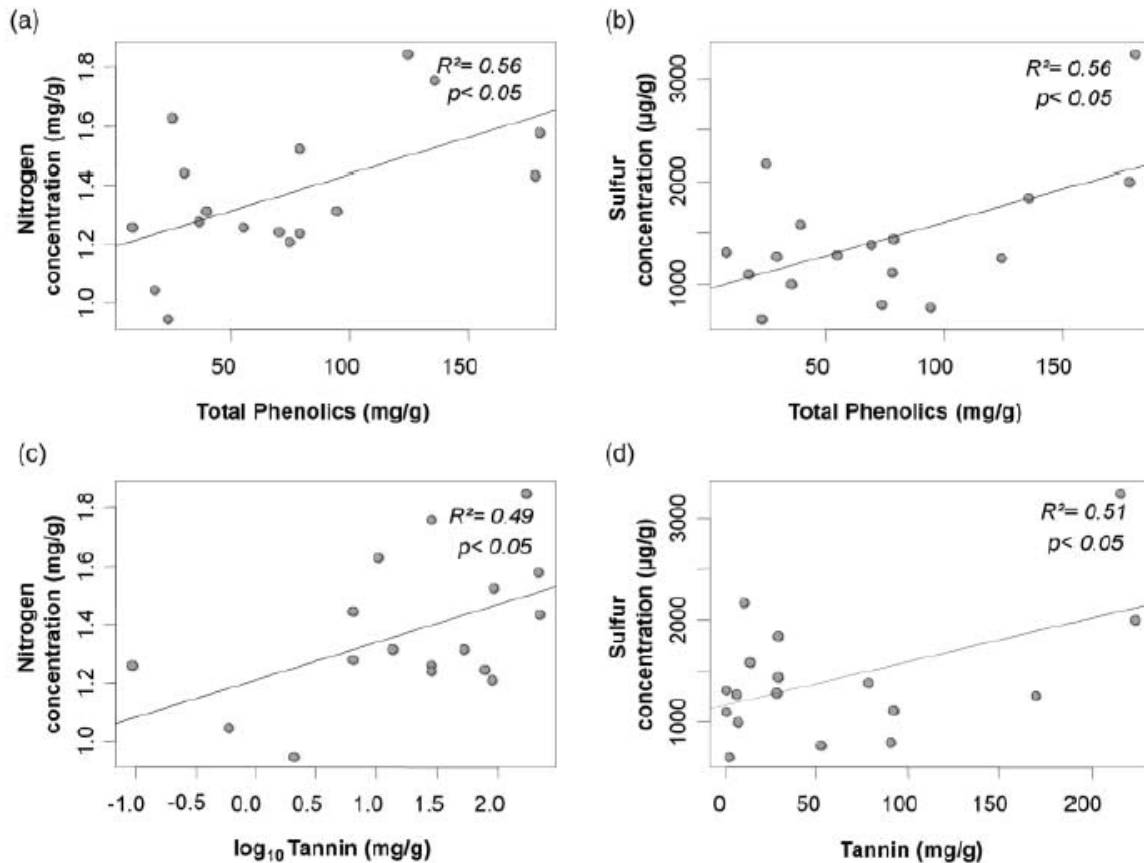 (a)
R²= 0.56
p< 0.05
Nitrogen
concentration (mg/g)
1.0
1.2
1.4
1.6
1.8
50
100
150
Total Phenolics (mg/g)
(b)
R²= 0.56
p< 0.05
Sulfur
concentration (µg/g)
1000
2000
3000
50
100
150
Total Phenolics (mg/g)
(c)
R²= 0.49
p< 0.05
Nitrogen
concentration (mg/g)
1.0
1.2
1.4
1.6
1.8
-1.0
-0.5
0.0
0.5
1.0
1.5
2.0
log₁₀ Tannin (mg/g)
(d)
R²= 0.51
p< 0.05
Sulfur
concentration (µg/g)
1000
2000
3000
0
50
100
150
200
Tannin (mg/g)